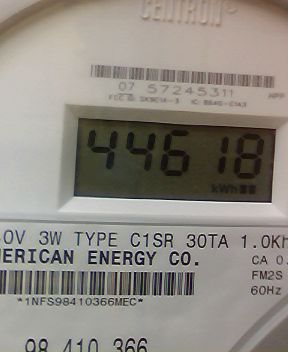 CENTRON®
07 57245311
44618
kWh
3W TYPE C1SR 30TA 1.0Kh
ERICAN ENERGY CO.
CA 0.
FM2S
60Hz
*1NFS98410366MEC*
98 410 366